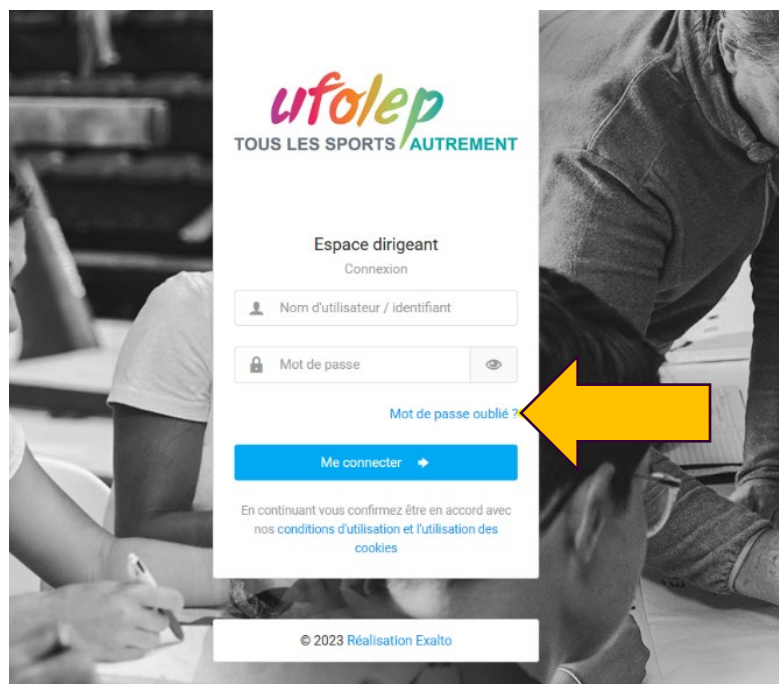 ufolep
TOUS LES SPORTS AUTREMENT
Espace dirigeant
Connexion
Nom d'utilisateur / identifiant
Mot de passe
Mot de passe oublié ?
Me connecter
En continuant vous confirmez être en accord avec
nos conditions d'utilisation et l'utilisation des
cookies
© 2023 Réalisation Exalto